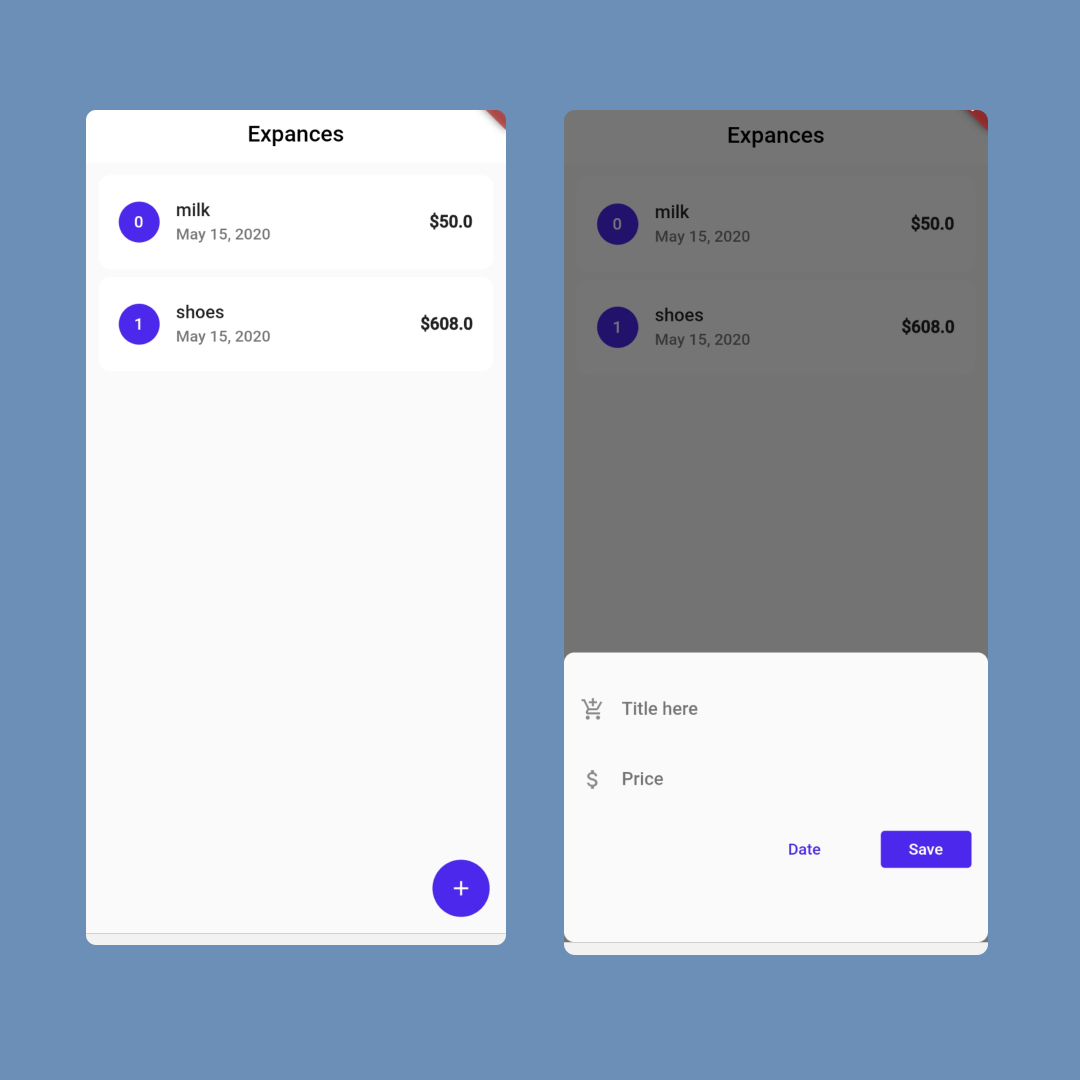 Expances
0
milk
May 15, 2020
$50.0
1
shoes
May 15, 2020
$608.0
+
Expances
0
milk
May 15, 2020
$50.0
1
shoes
May 15, 2020
$608.0
Title here
$ Price
Date
Save